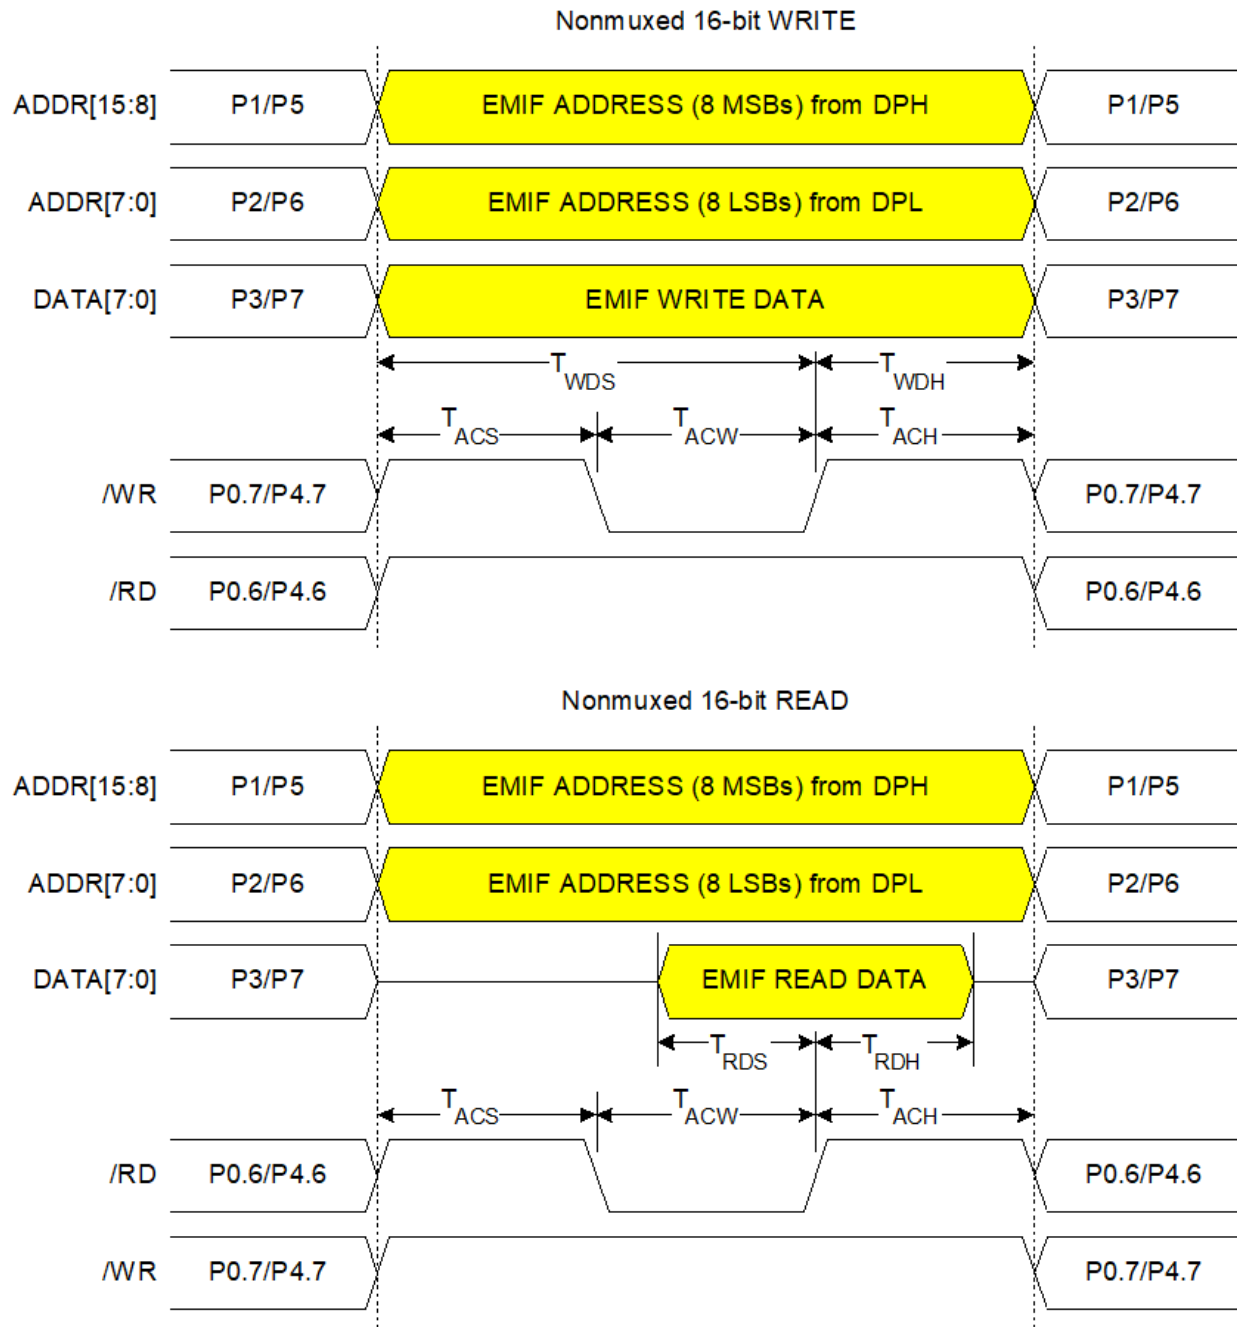 Nonmuxed 16-bit WRITE
ADDR[15:8] P1/P5 EMIF ADDRESS (8 MSBs) from DPH P1/P5
ADDR[7:0] P2/P6 EMIF ADDRESS (8 LSBs) from DPL P2/P6
DATA[7:0] P3/P7 EMIF WRITE DATA P3/P7
TWDS TWDH
TACS TACW TACH
/WR P0.7/P4.7 P0.7/P4.7
/RD P0.6/P4.6 P0.6/P4.6
Nonmuxed 16-bit READ
ADDR[15:8] P1/P5 EMIF ADDRESS (8 MSBs) from DPH P1/P5
ADDR[7:0] P2/P6 EMIF ADDRESS (8 LSBs) from DPL P2/P6
DATA[7:0] P3/P7 EMIF READ DATA P3/P7
TRDS TRDH
TACS TACW TACH
/RD P0.6/P4.6 P0.6/P4.6
/WR P0.7/P4.7 P0.7/P4.7